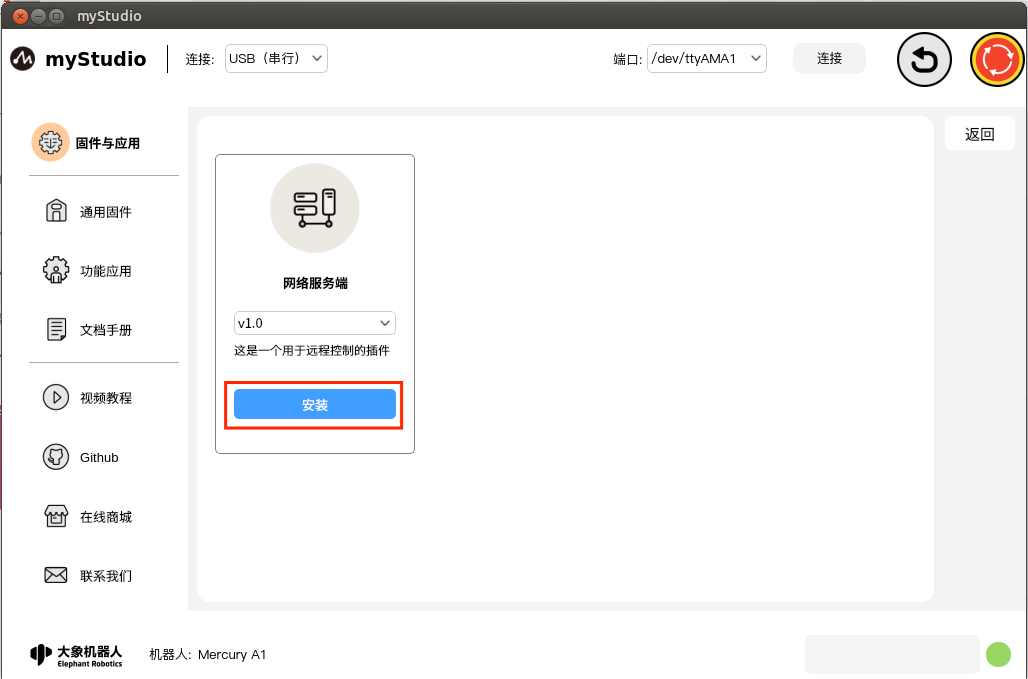 myStudio
myStudio
连接:
USB（串行）
端口:
/dev/ttyAMA1
连接
固件与应用
通用固件
功能应用
文档手册
视频教程
Github
在线商城
联系我们
网络服务端
v1.0
这是一个用于远程控制的插件
安装
返回
大象机器人
Elephant Robotics
机器人: Mercury A1